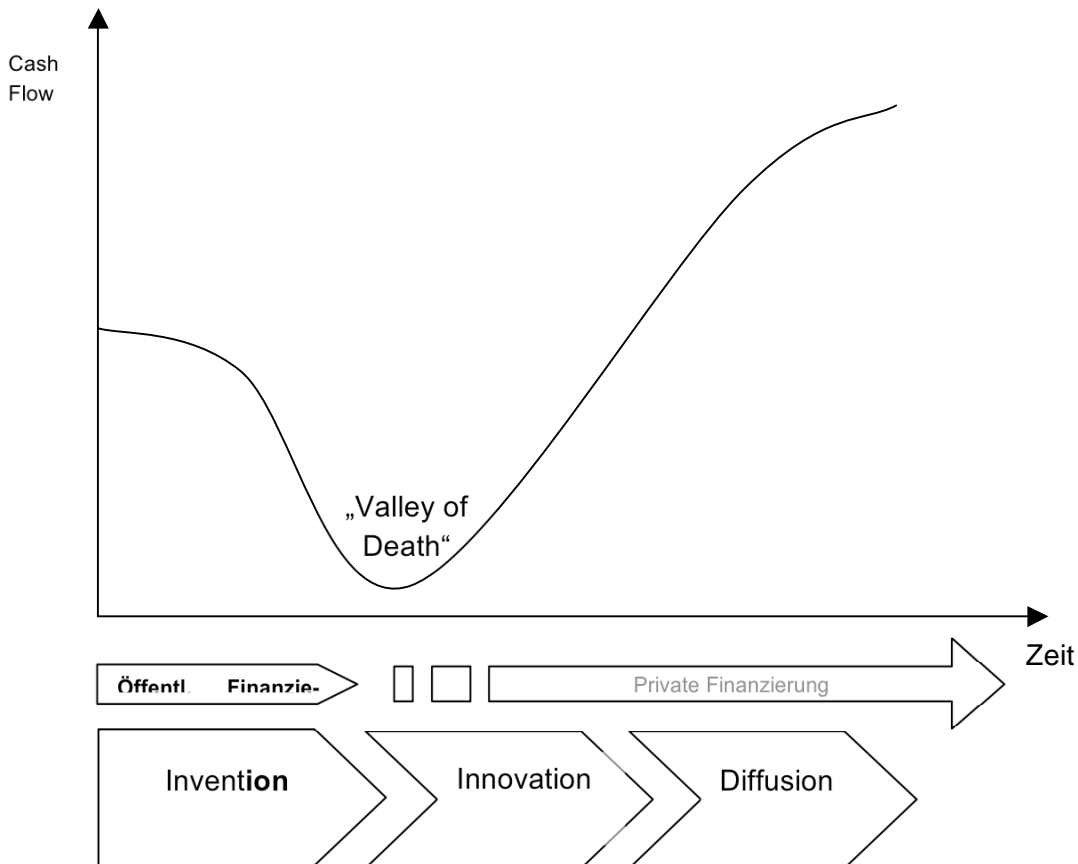 Cash
Flow
„Valley of
Death“
Zeit
Öffentl. Finanzie-
Private Finanzierung
Invention
Innovation
Diffusion